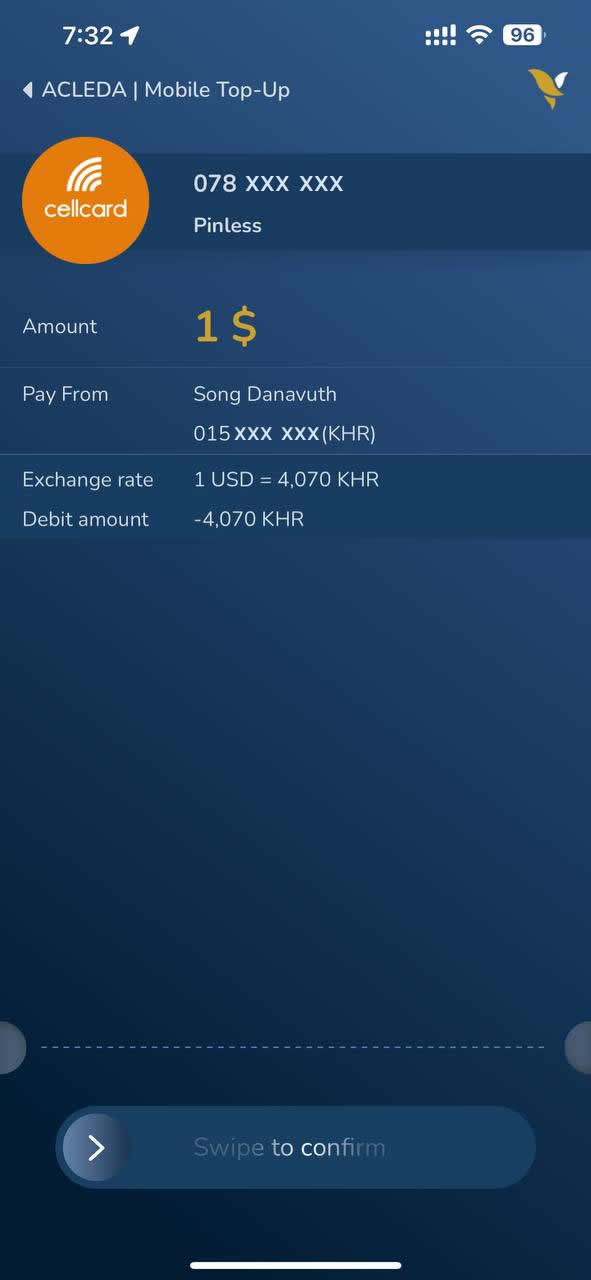 7:32
96
ACLEDA | Mobile Top-Up
cellcard
078 XXX XXX
Pinless
Amount
1 $
Pay From
Song Danavuth
015 XXX XXX(KHR)
Exchange rate
1 USD = 4,070 KHR
Debit amount
-4,070 KHR
Swipe to confirm